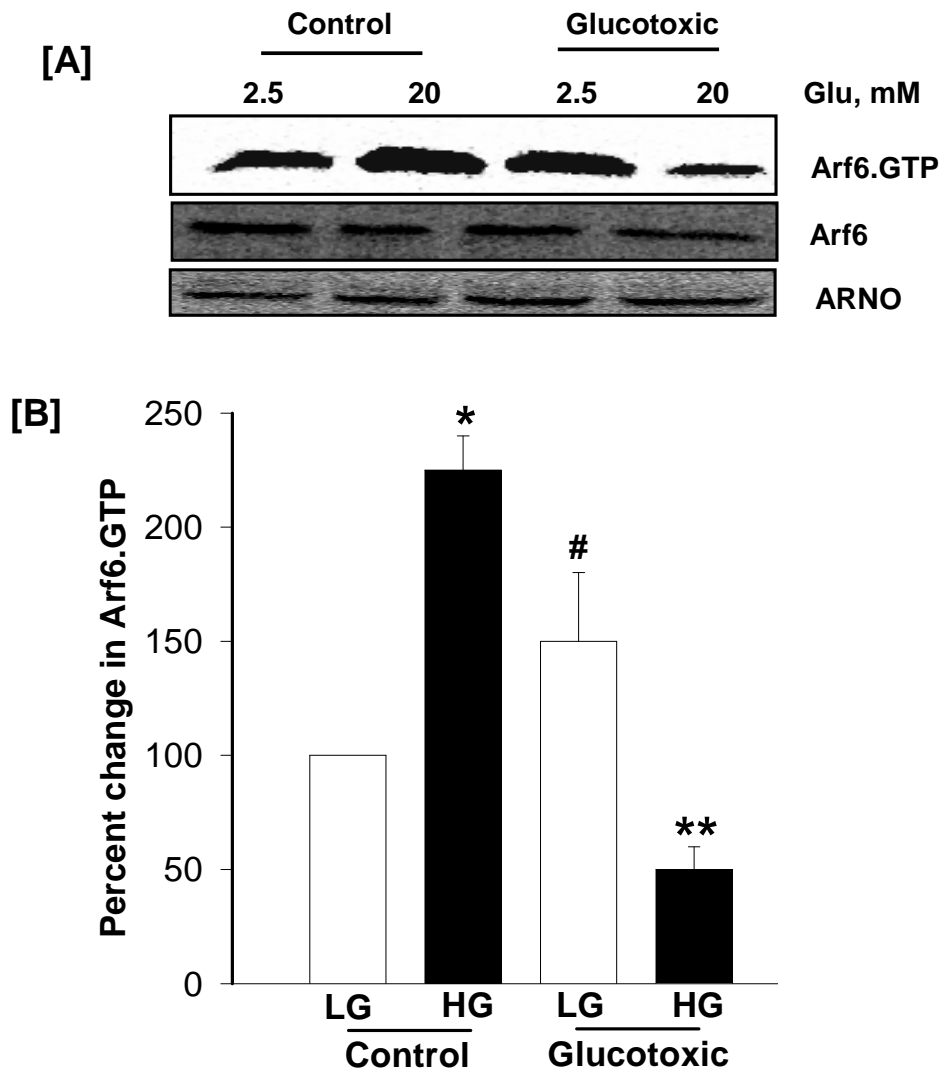 Control Glucotoxic
[A]
2.5 20 2.5 20 Glu, mM
Arf6.GTP
Arf6
ARNO
[B]
Percent change in Arf6.GTP
250
200
150
100
50
0
*
#
**
LG HG LG HG
Control Glucotoxic